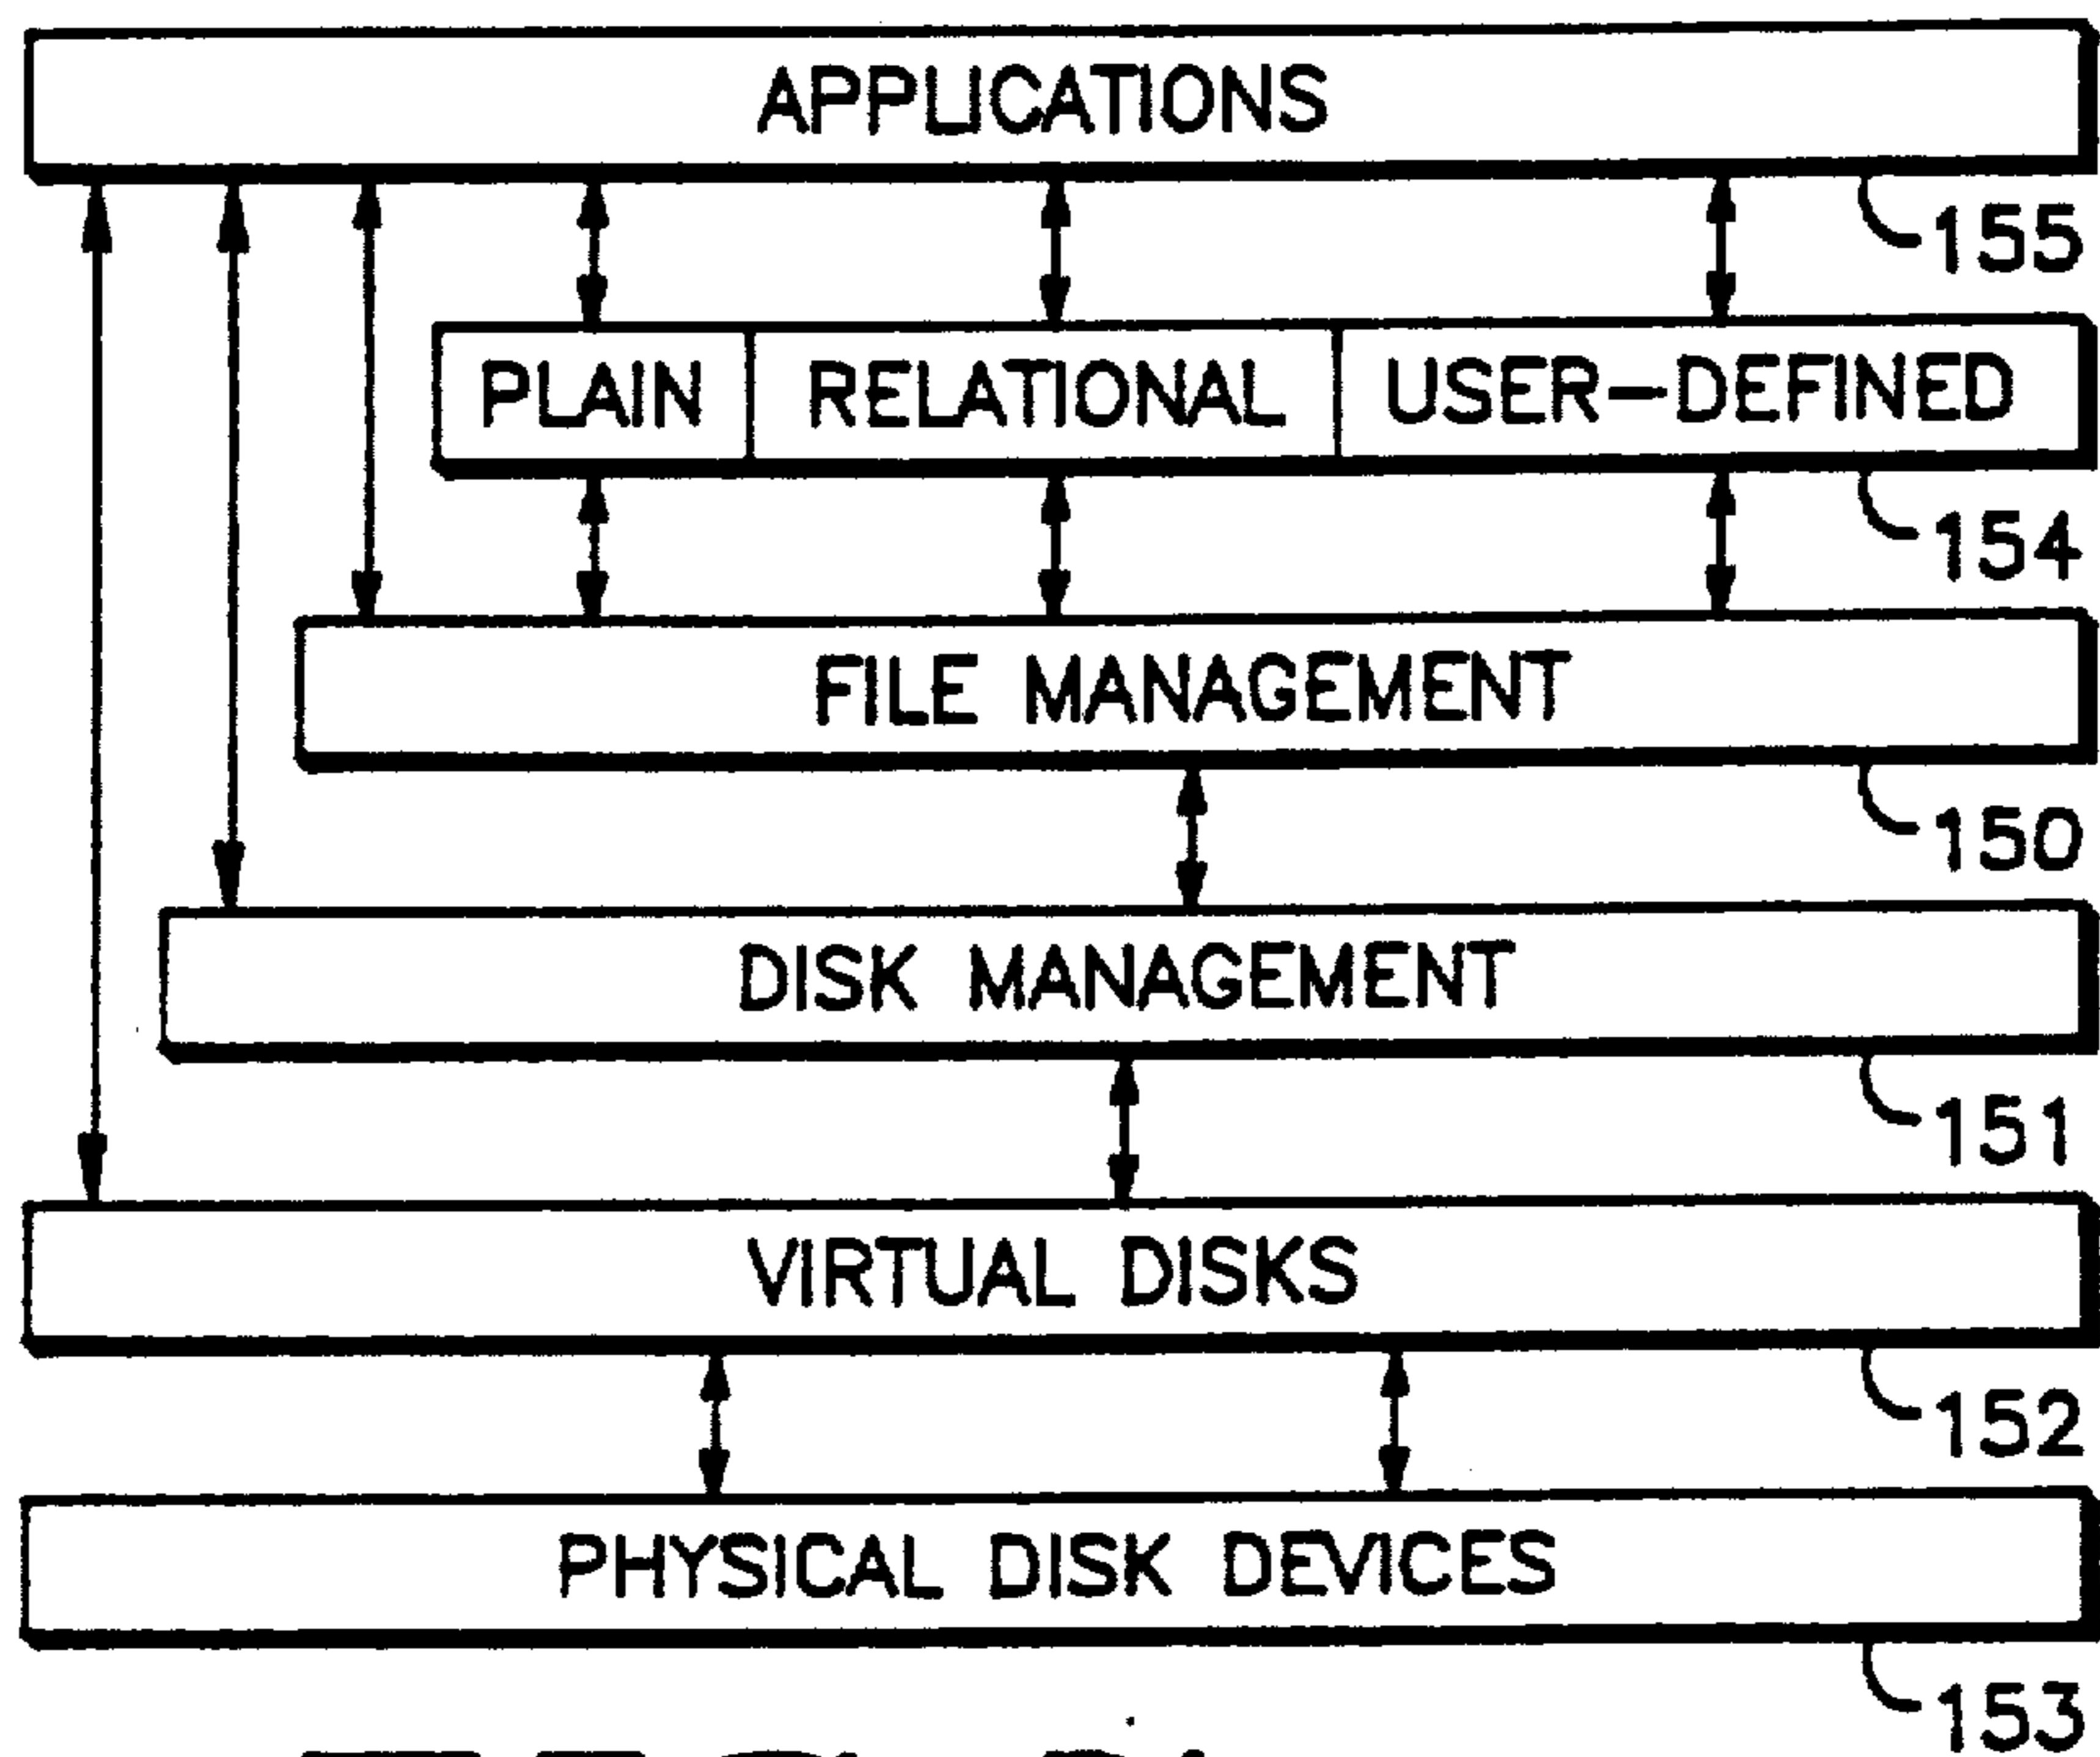 APPLICATIONS
155
PLAIN RELATIONAL USER-DEFINED
154
FILE MANAGEMENT
150
DISK MANAGEMENT
151
VIRTUAL DISKS
152
PHYSICAL DISK DEVICES
153